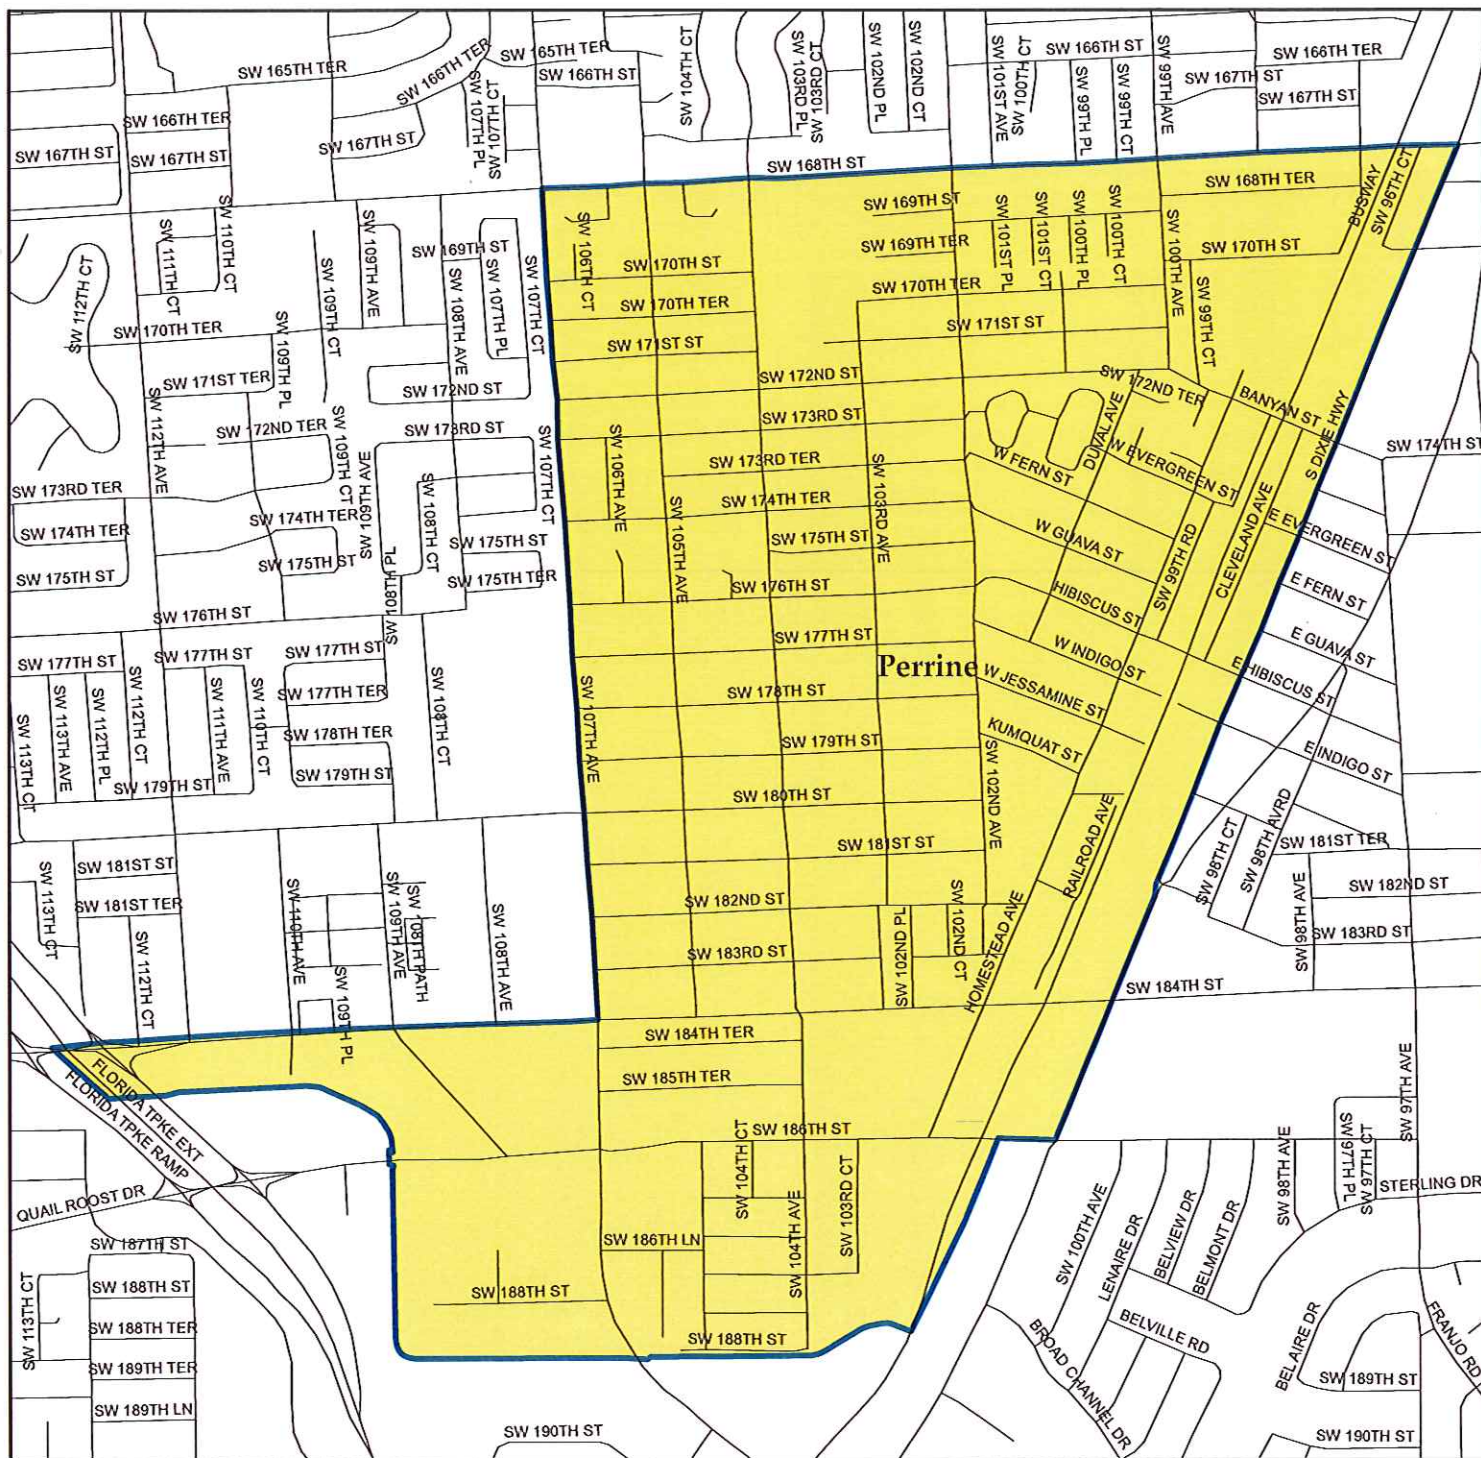 SW 165TH TER
SW 166TH TER
SW 165TH TER
SW 166TH ST
SW 104TH CT
SW 103RD PL
SW 103RD CT
SW 102ND PL
SW 102ND CT
SW 101ST AVE
SW 100TH CT
SW 166TH ST
SW 99TH PL
SW 99TH CT
SW 99TH AVE
SW 167TH ST
SW 166TH TER
SW 167TH ST
SW 166TH TER
SW 167TH ST
SW 167TH ST
SW 167TH ST
SW 107TH PL
SW 107TH CT
SW 168TH ST
SW 168TH TER
BUSWAY
SW 96TH CT
SW 112TH CT
SW 111TH CT
SW 110TH CT
SW 109TH AVE
SW 109TH CT
SW 169TH ST
SW 108TH AVE
SW 107TH PL
SW 107TH CT
SW 106TH CT
SW 170TH ST
SW 170TH TER
SW 171ST ST
SW 169TH ST
SW 169TH TER
SW 170TH TER
SW 171ST ST
SW 101ST PL
SW 101ST CT
SW 100TH PL
SW 100TH CT
SW 100TH AVE
SW 99TH CT
SW 170TH ST
SW 170TH TER
SW 109TH PL
SW 171ST TER
SW 172ND ST
SW 172ND ST
SW 172ND TER
BANYAN ST
S DIXIE HWY
SW 174TH ST
SW 112TH AVE
SW 172ND TER
SW 109TH CT
SW 173RD ST
SW 107TH CT
SW 106TH AVE
SW 173RD ST
SW 173RD TER
SW 174TH TER
SW 175TH ST
SW 103RD AVE
W FERN ST
DUVAL AVE
W EVERGREEN ST
W GUAVA ST
SW 99TH RD
CLEVELAND AVE
E EVERGREEN ST
E FERN ST
E GUAVA ST
SW 173RD TER
SW 174TH TER
SW 175TH ST
SW 174TH TER
SW 175TH ST
SW 109TH AVE
SW 108TH PL
SW 108TH CT
SW 175TH ST
SW 175TH TER
SW 105TH AVE
SW 176TH ST
SW 176TH ST
HIBISCUS ST
SW 177TH ST
SW 177TH ST
SW 177TH ST
SW 177TH ST
Perrine
W INDIGO ST
W JESSAMINE ST
KUMQUAT ST
E HIBISCUS ST
E INDIGO ST
SW 113TH CT
SW 113TH AVE
SW 112TH PL
SW 112TH CT
SW 111TH AVE
SW 110TH CT
SW 177TH TER
SW 178TH TER
SW 179TH ST
SW 179TH ST
SW 108TH CT
SW 107TH AVE
SW 178TH ST
SW 179TH ST
SW 180TH ST
SW 102ND AVE
SW 181ST ST
RAILROAD AVE
SW 98TH CT
SW 98TH AVRD
SW 181ST TER
SW 182ND ST
SW 183RD ST
SW 98TH AVE
SW 181ST ST
SW 181ST TER
SW 113TH CT
SW 112TH CT
SW 110TH AVE
SW 109TH PL
SW 109TH AVE
SW 108TH PATH
SW 108TH AVE
SW 182ND ST
SW 183RD ST
SW 102ND PL
SW 102ND CT
HOMESTEAD AVE
SW 184TH ST
SW 184TH TER
SW 185TH TER
SW 97TH AVE
FLORIDA TPKE EXT
FLORIDA TPKE RAMP
QUAIL ROOST DR
SW 186TH ST
SW 104TH CT
SW 104TH AVE
SW 103RD CT
SW 186TH LN
SW 188TH ST
SW 188TH ST
SW 100TH AVE
LENAIRE DR
BELVIEW DR
BELMONT DR
SW 98TH AVE
SW 97TH PL
SW 97TH CT
STERLING DR
SW 187TH ST
SW 188TH ST
SW 188TH TER
SW 189TH TER
SW 189TH LN
SW 113TH CT
SW 190TH ST
BROAD CHANNEL DR
BELVILLE RD
BEL AIRE DR
FRANJO RD
SW 189TH ST
SW 190TH ST